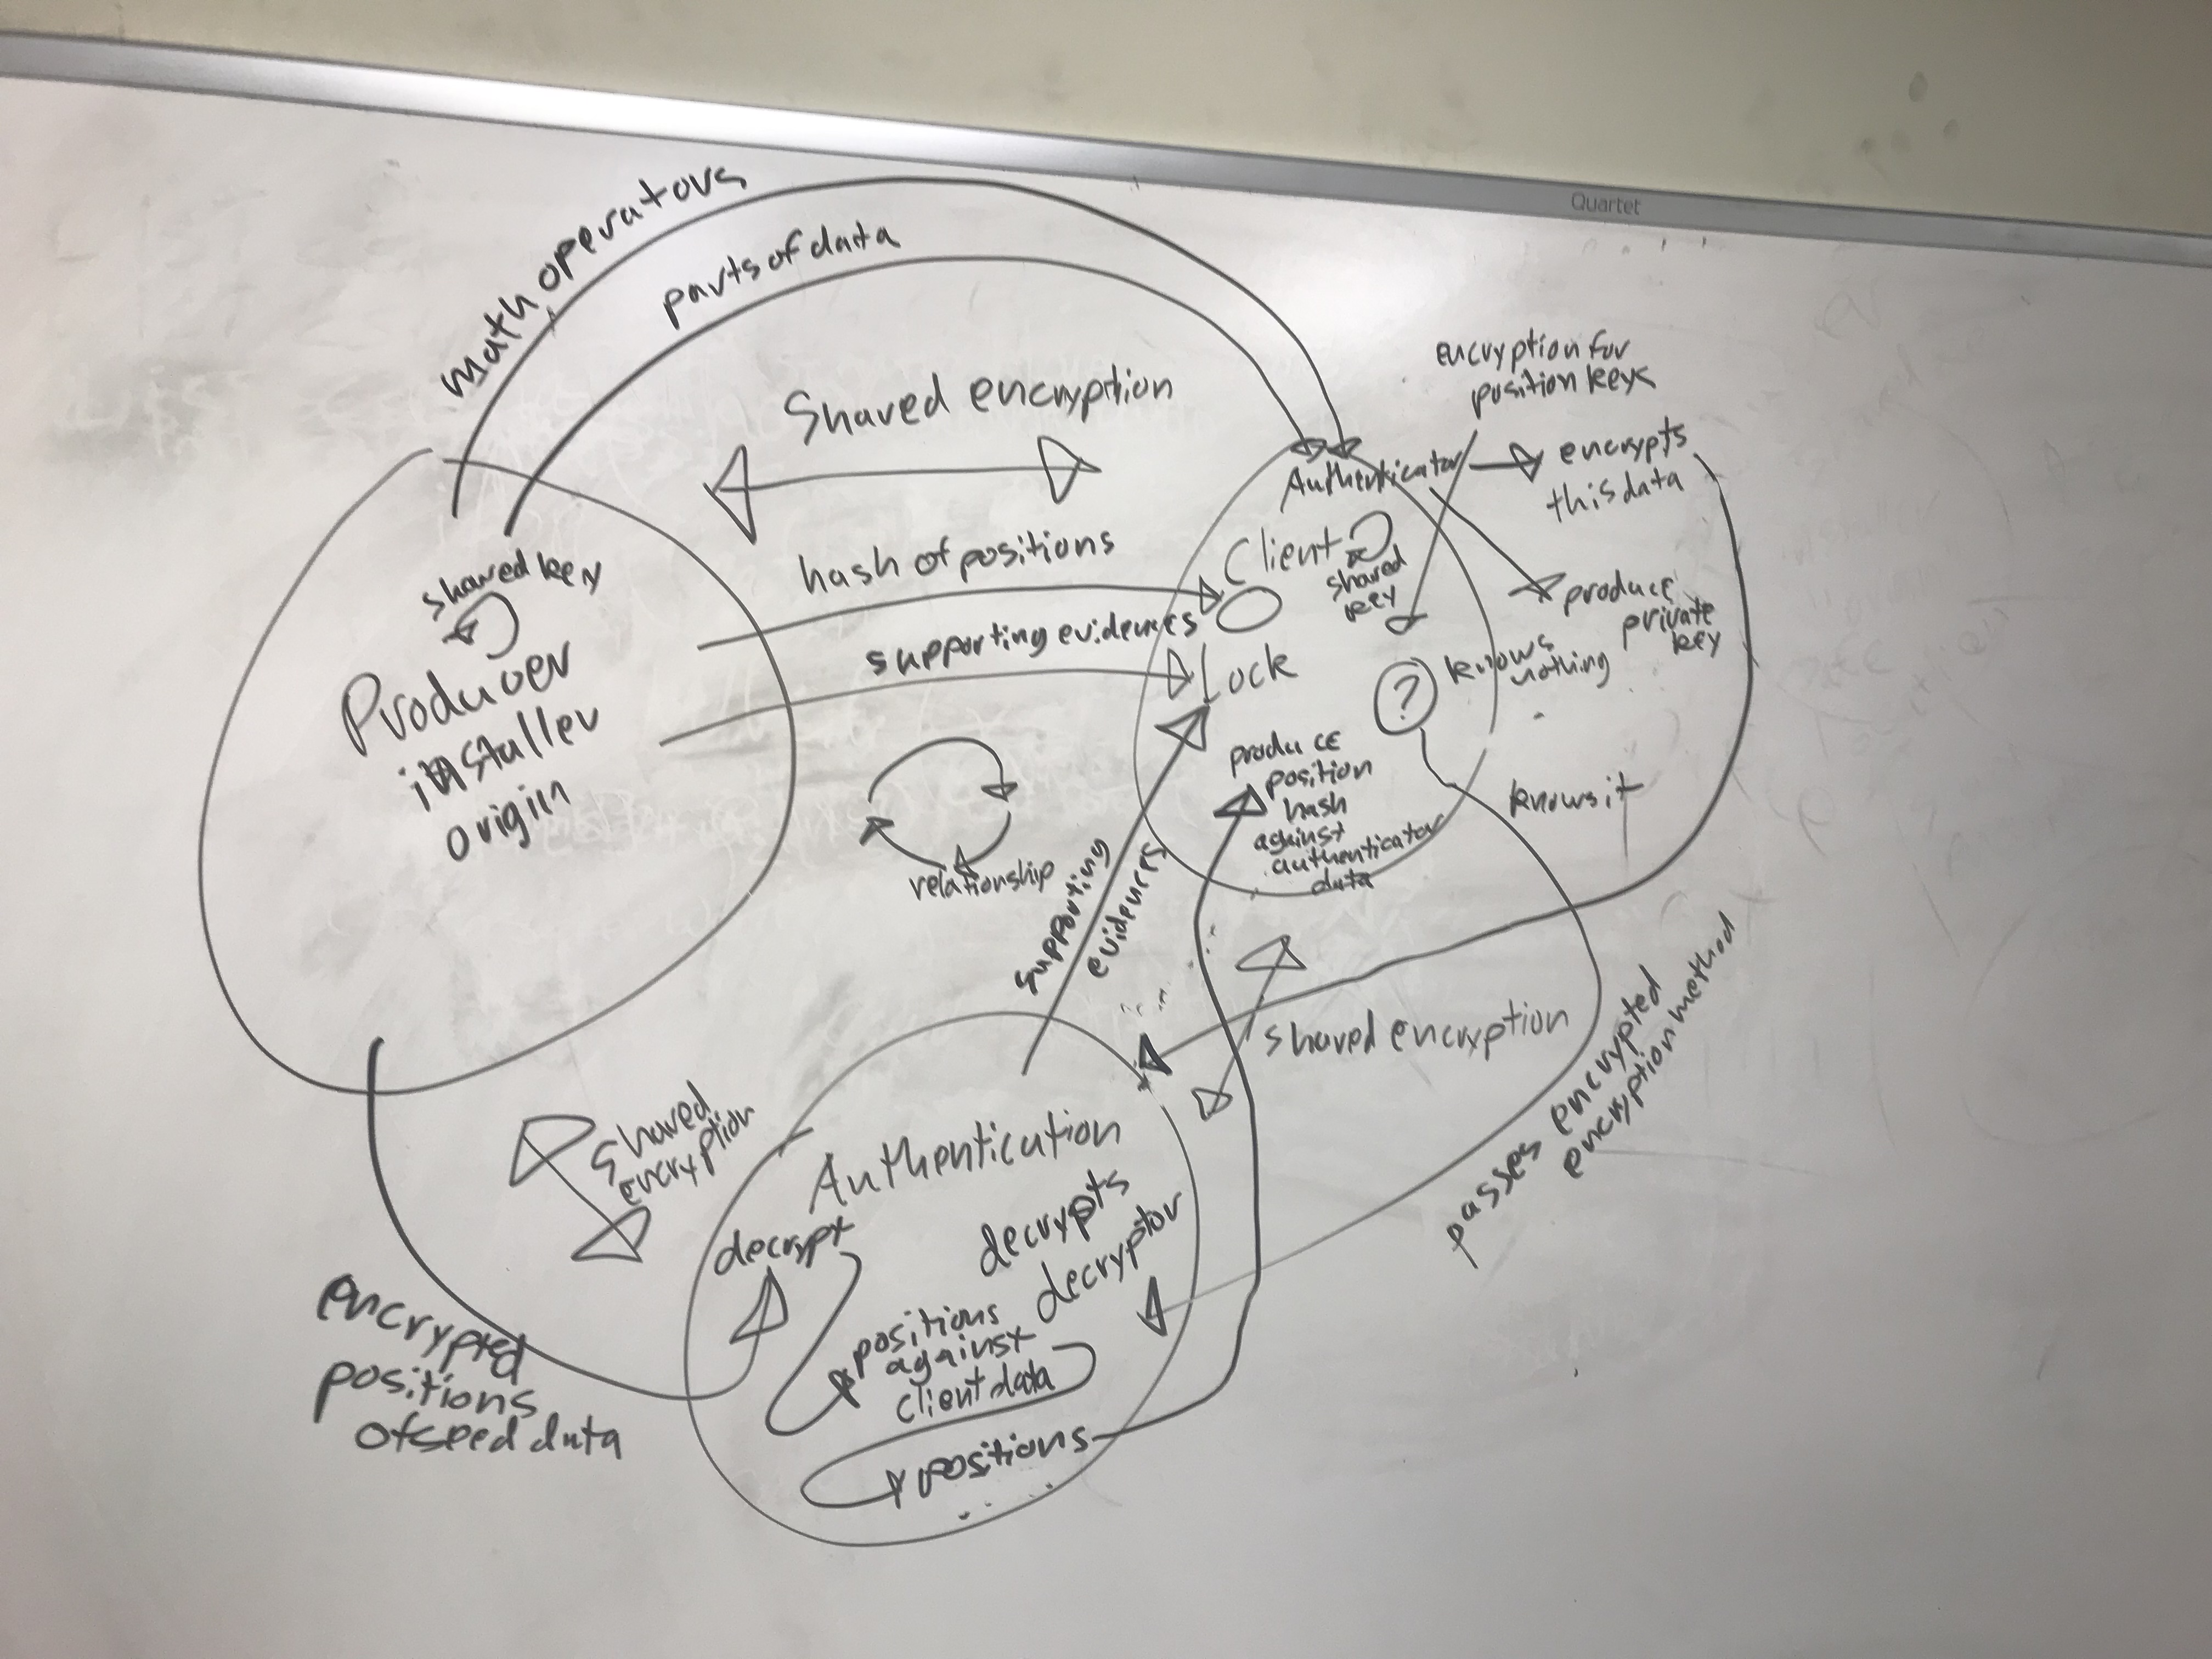 Quartet
math operators
parts of data
Shared encryption
encryption for
position keys
Authenticator
encrypts
this data
hash of positions
Client
shared
key
produce
private
key
shared key
Producer
installer
origin
supporting evidences
Lock
?
knows
nothing
produce
position
hash
against
authenticator
data
knows it
relationship
supporting
evidences
shared encryption
passes encrypted
encryption method
shared
encryption
Authentication
decrypt
decrypts
decryptor
positions
against
client data
positions
encrypted
positions
of seed data